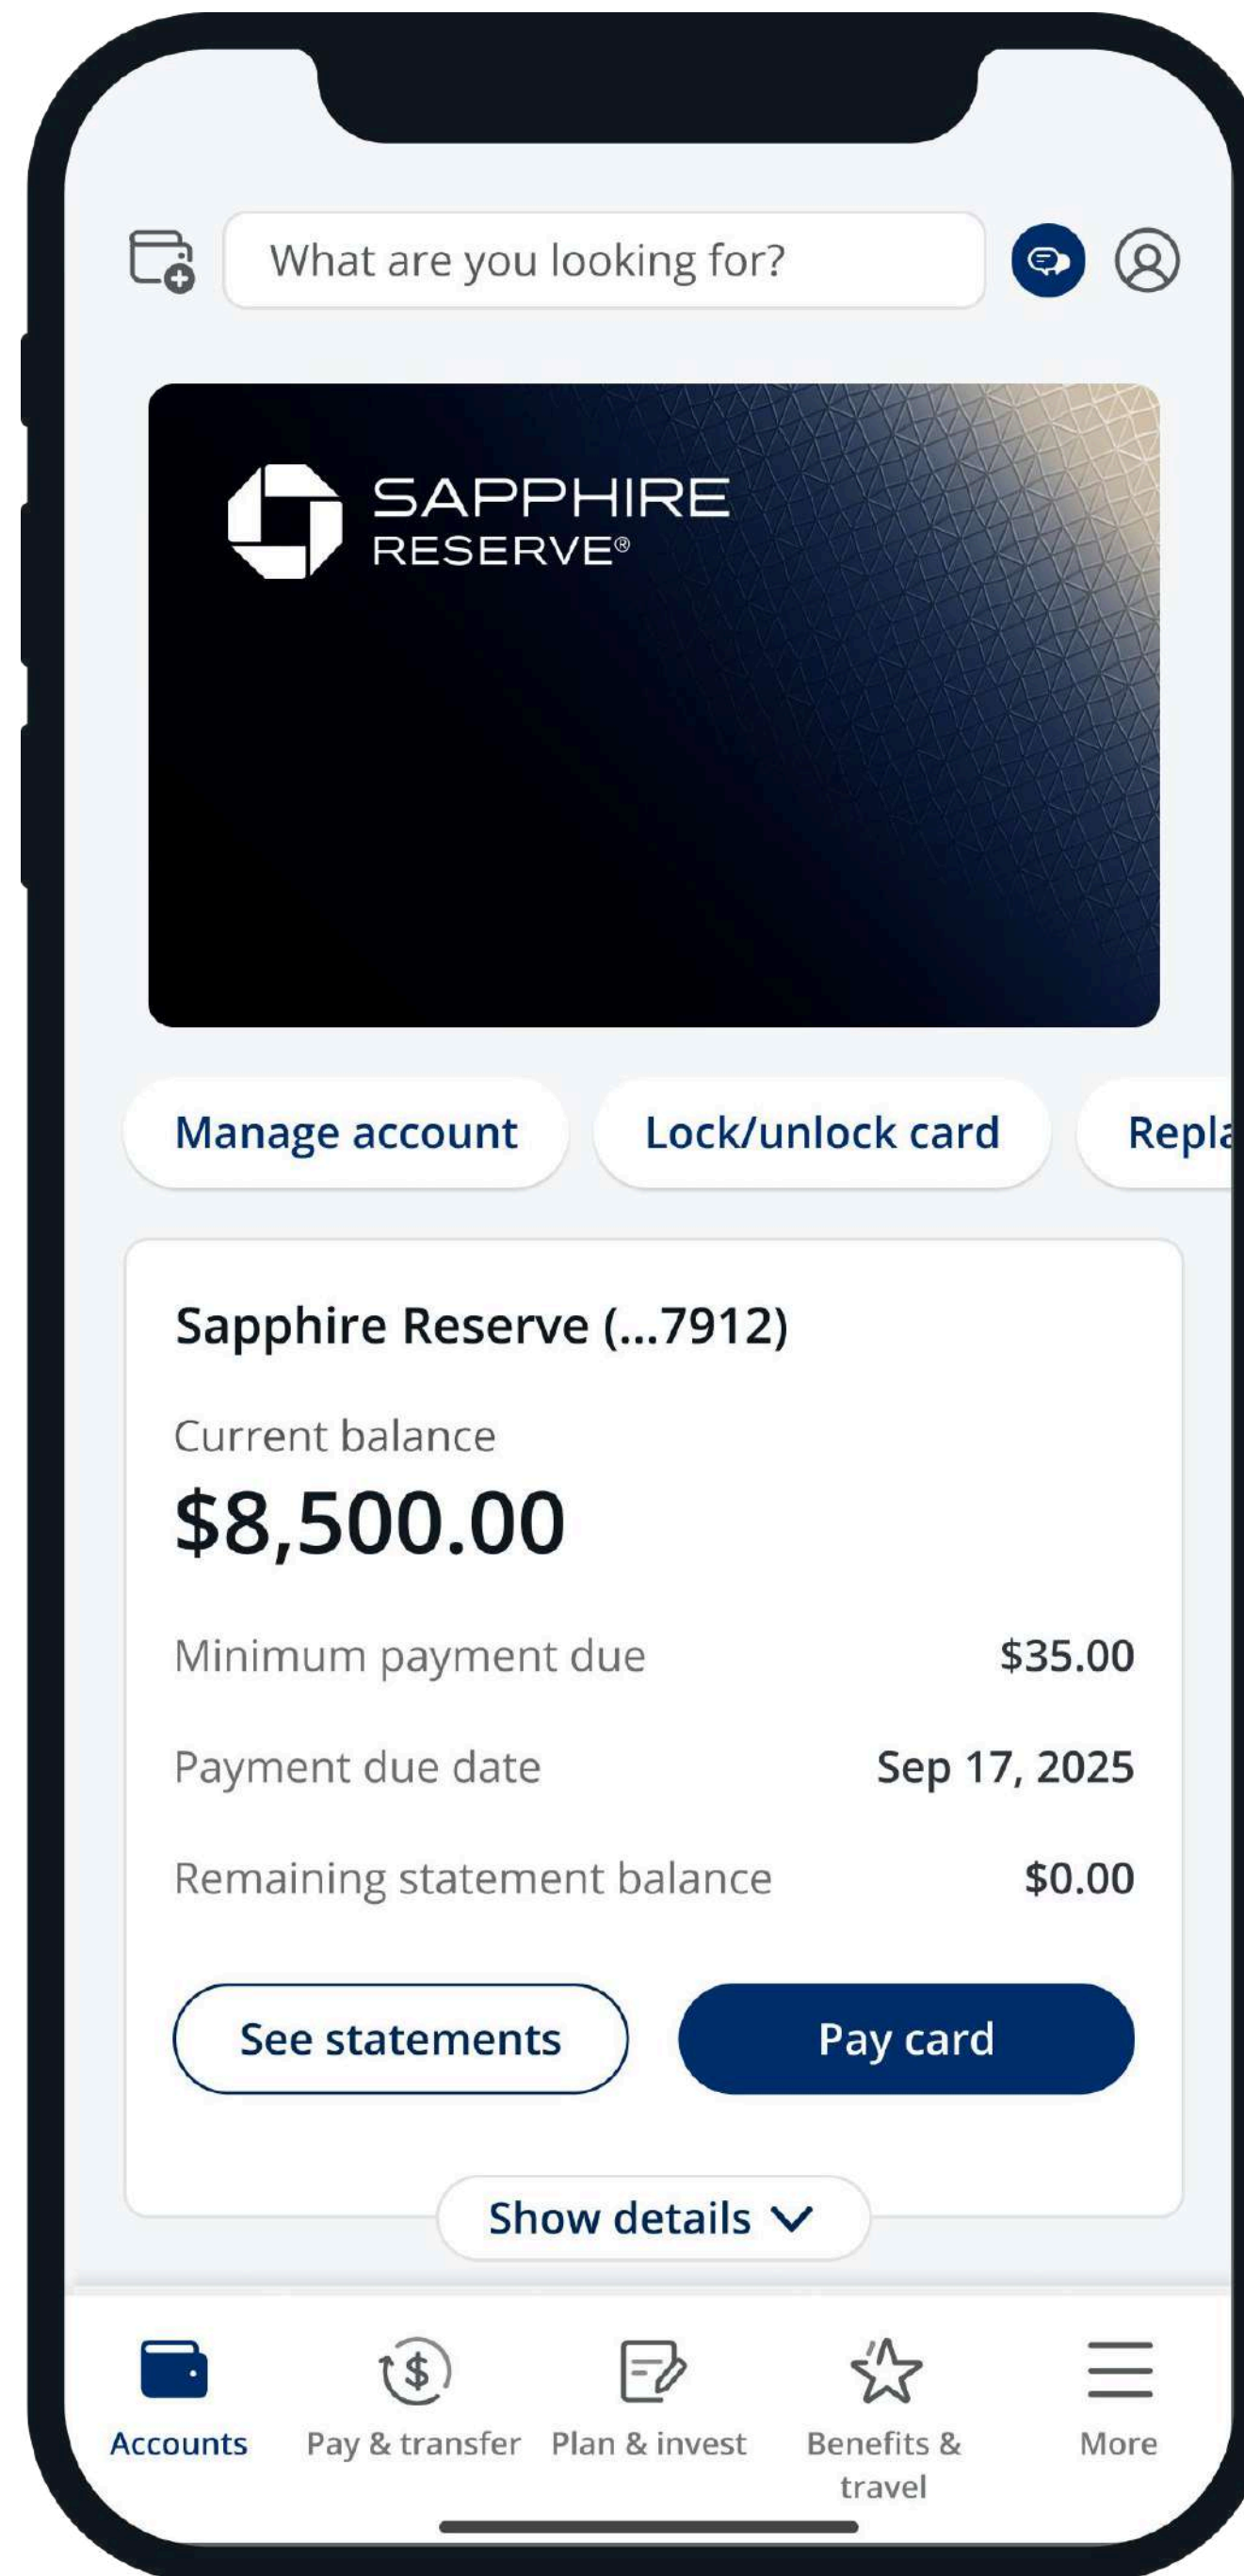 What are you looking for?
SAPPHIRE
RESERVE®
Manage account
Lock/unlock card
Repla
Sapphire Reserve (...7912)
Current balance
$8,500.00
Minimum payment due $35.00
Payment due date Sep 17, 2025
Remaining statement balance $0.00
See statements
Pay card
Show details
Accounts
Pay & transfer
Plan & invest
Benefits &
travel
More